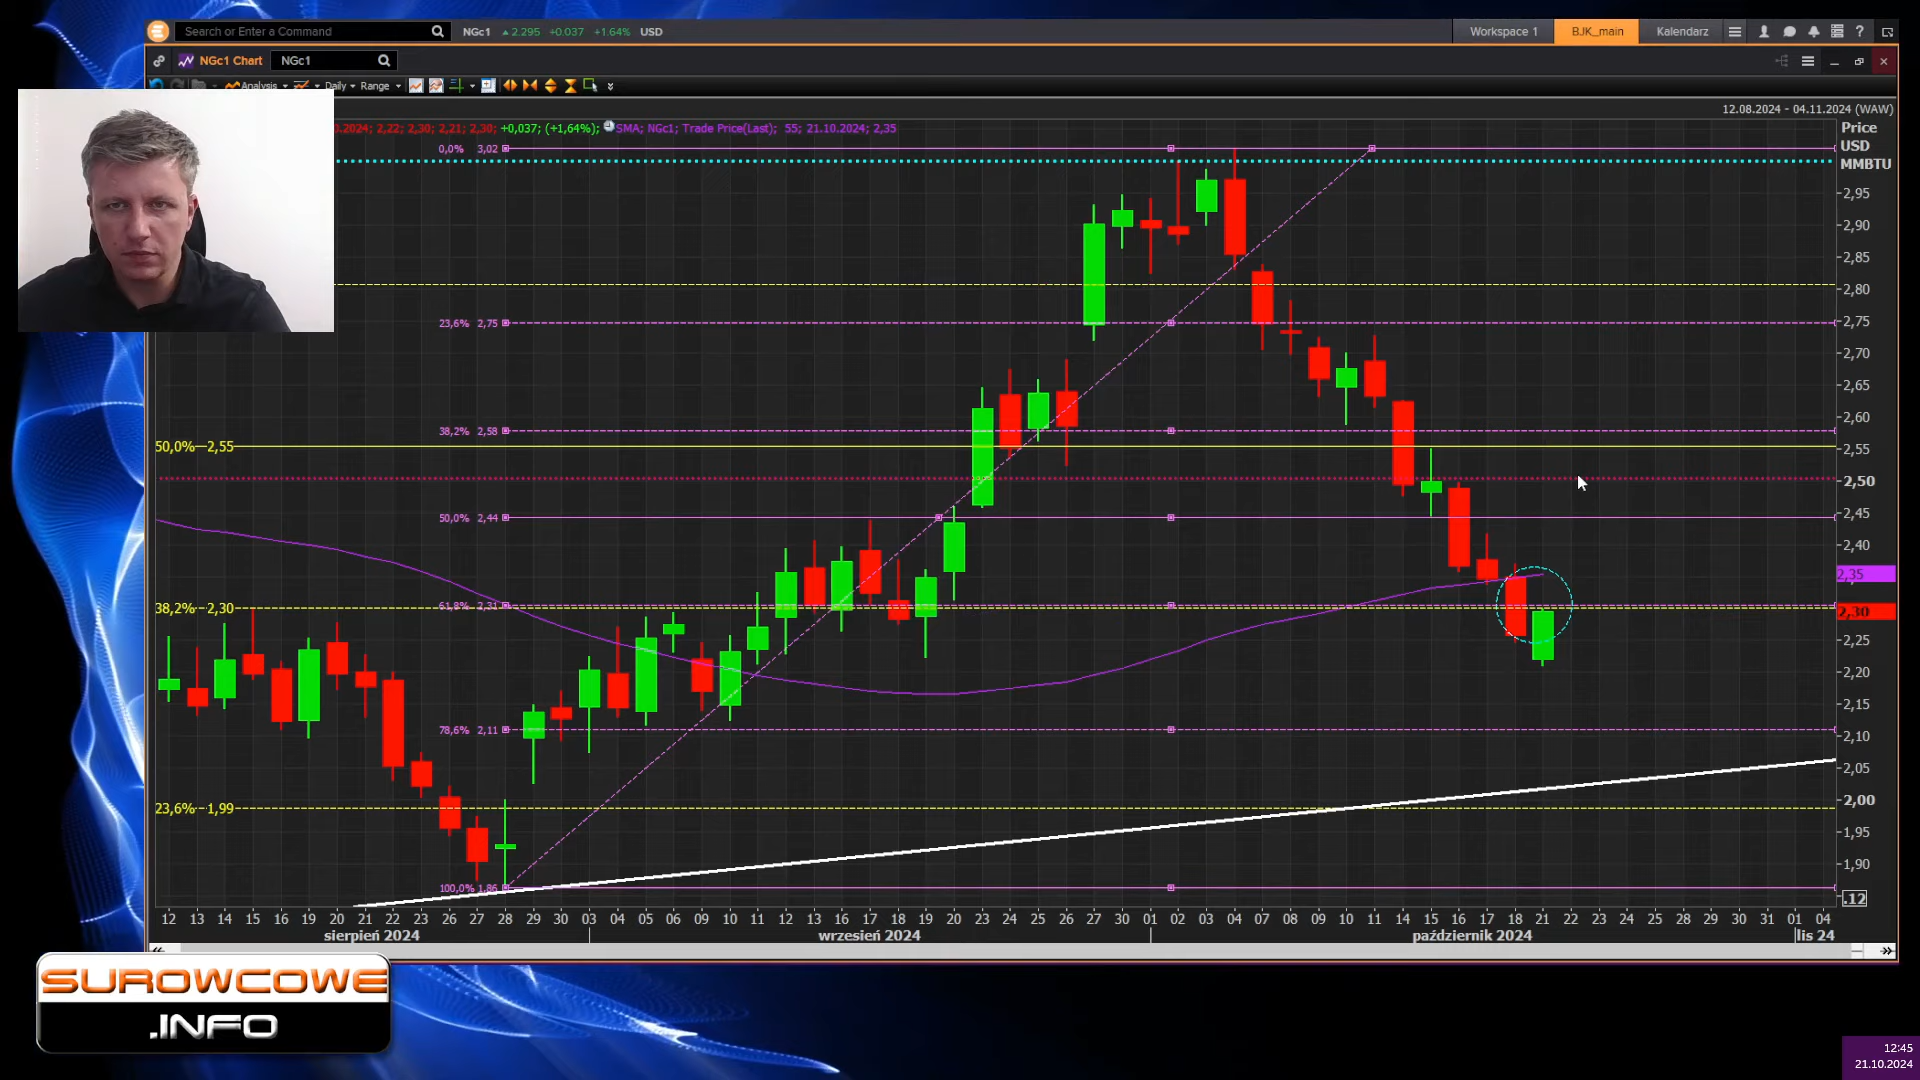 Search or Enter a Command NGc1 2.295 +0.037 +1.64% USD Workspace 1 BJK_main Kalendarz ?
NGc1 Chart NGc1
Analysis Daily Range
12.08.2024 - 04.11.2024 (WAW)
.2024; 2,22; 2,30; 2,21; 2,30; +0,037; (+1,64%); SMA; NGc1; Trade Price(Last); 55; 21.10.2024; 2,35
Price
USD
MMBTU
0,0% 3,02
2,95
2,90
2,85
2,80
23,6% 2,75
2,75
2,70
2,65
2,60
38,2% 2,58
50,0% 2,55
2,55
2,50
50,0% 2,44
2,45
2,40
2,35
61,8% 2,31
38,2% 2,30
2,30
2,25
2,20
2,15
78,6% 2,11
2,10
2,05
23,6% 1,99
2,00
1,95
1,90
100,0% 1,86
.12
12 13 14 15 16 19 20 21 22 23 26 27 28 29 30 03 04 05 06 09 10 11 12 13 16 17 18 19 20 23 24 25 26 27 30 01 02 03 04 07 08 09 10 11 14 15 16 17 18 21 22 23 24 25 28 29 30 31 01 04
sierpień 2024 wrzesień 2024 październik 2024 lis 24
SUROWCOWE
.INFO
12:45
21.10.2024